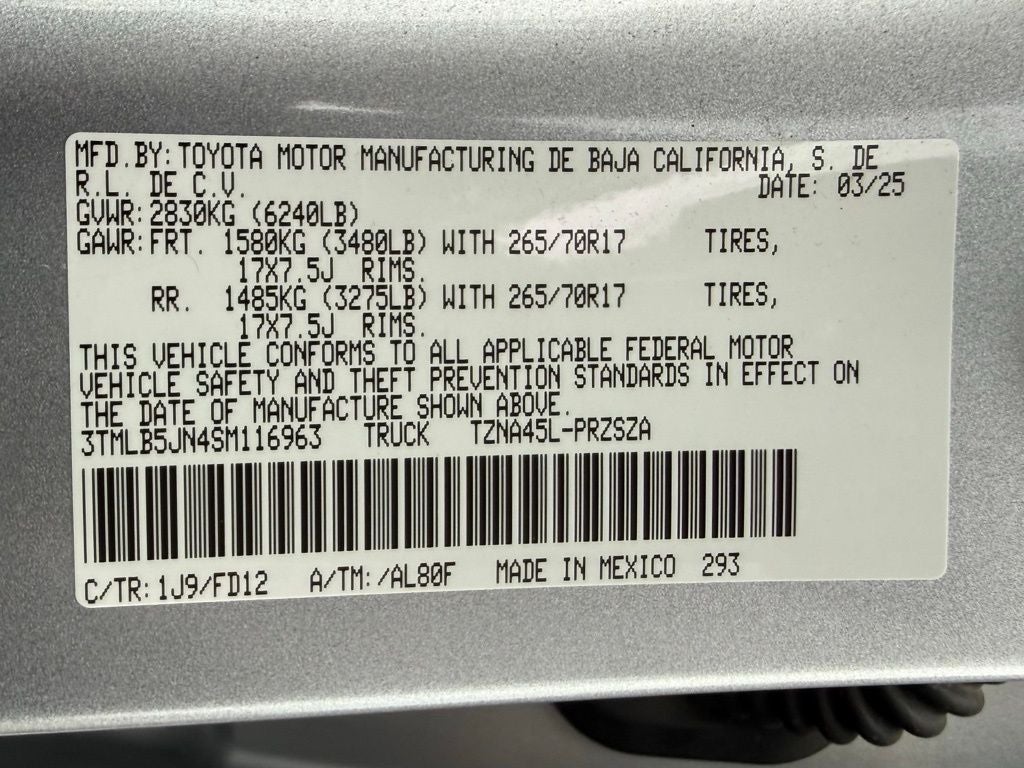 MFD.BY: TOYOTA MOTOR MANUFACTURING DE BAJA CALIFORNIA, S. DE
R.L. DE C.V. DATE: 03/25
GVWR: 2830KG (6240LB)
GAWR: FRT. 1580KG (3480LB) WITH 265/70R17 TIRES,
17X7.5J RIMS.
RR. 1485KG (3275LB) WITH 265/70R17 TIRES,
17X7.5J RIMS.
THIS VEHICLE CONFORMS TO ALL APPLICABLE FEDERAL MOTOR
VEHICLE SAFETY AND THEFT PREVENTION STANDARDS IN EFFECT ON
THE DATE OF MANUFACTURE SHOWN ABOVE.
3TMLB5JN4SM116963 TRUCK TZNA45L-PRZSZA
C/TR: 1J9/FD12 A/TM: /AL80F MADE IN MEXICO 293